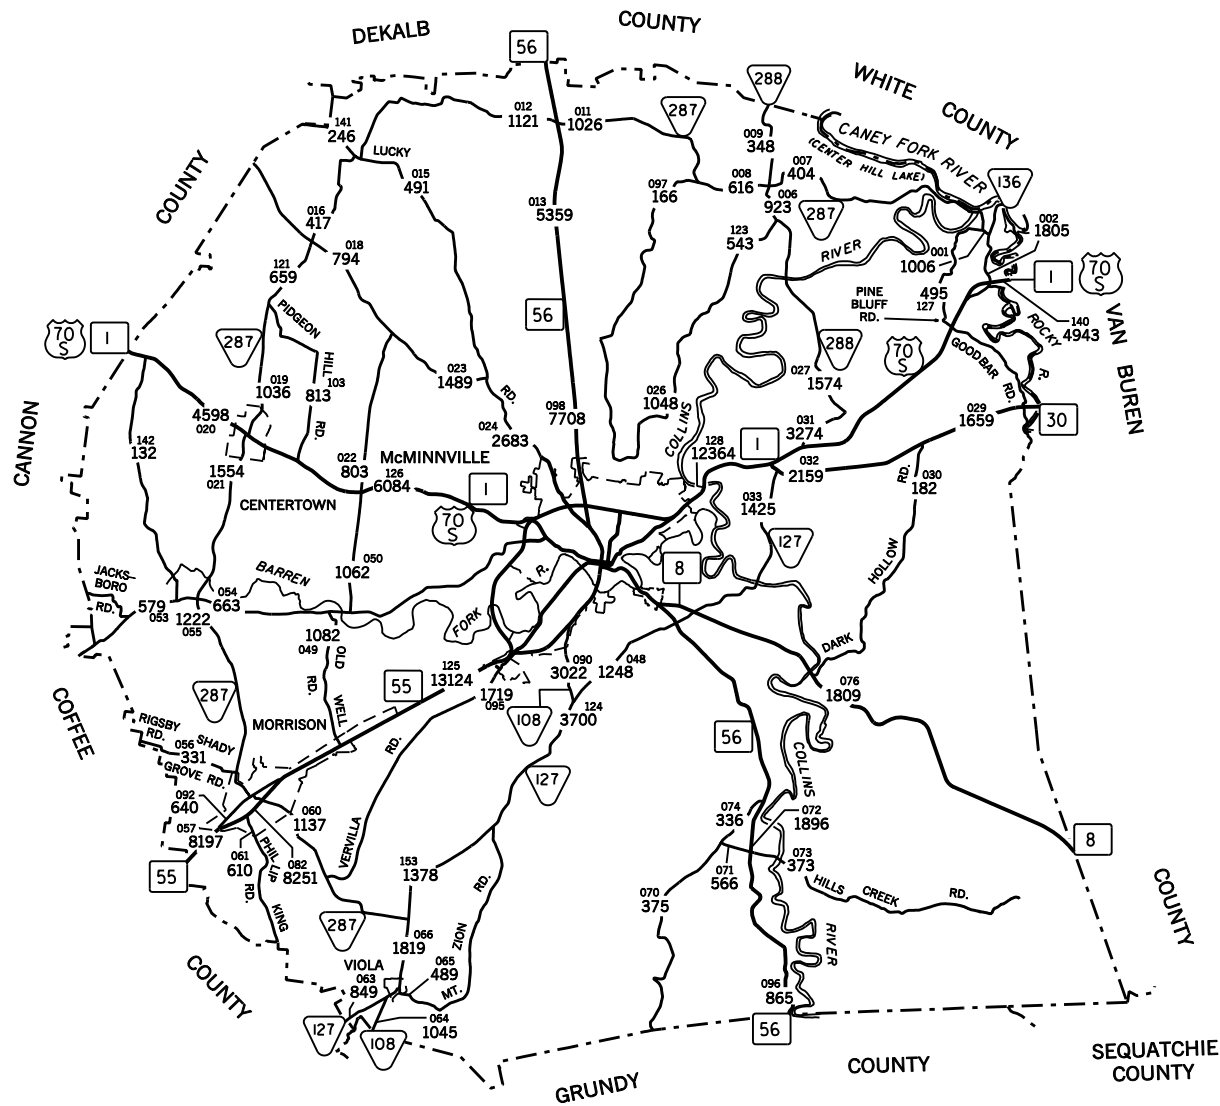 DEKALB
COUNTY
56
288
WHITE
COUNTY
287
012
1121
011
1026
141
246
LUCKY
009
348
CANEY FORK RIVER
(CENTER HILL LAKE)
COUNTY
015
491
097
166
008
616
007
404
136
016
417
013
5359
006
923
287
002
1805
123
543
001
1006
018
794
RIVER
121
659
1
70
S
495
127
PINE
BLUFF
RD.
PIDGEON
HILL
RD.
56
ROCKY
R.
140
4943
VAN
BUREN
70
S
1
287
288
70
S
GOODBAR
RD.
023
1489
RD.
019
1036
103
813
027
1574
026
1048
CANNON
4598
020
098
7708
COLLINS
031
3274
029
1659
30
024
2683
142
132
1554
021
022
803
McMINNVILLE
126
6084
128
12364
1
032
2159
RD.
030
182
CENTERTOWN
1
70
S
033
1425
127
HOLLOW
JACKS-
BORO
RD.
BARREN
FORK
R.
050
1062
8
579
053
1222
055
054
663
1082
049
OLD
WELL
RD.
DARK
COFFEE
287
55
125
13124
1719
095
090
3022
1248
048
076
1809
108
124
3700
RIGSBY
RD.
SHADY
GROVE RD.
056
331
MORRISON
RD.
56
COLLINS
127
092
640
060
1137
VERVILLA
074
336
072
1896
8
057
8197
061
610
PHILLIP
KING
RD.
082
8251
55
153
1378
071
566
073
373
HILLS
CREEK
RD.
RD.
070
375
COUNTY
287
066
1819
ZION
RIVER
COUNTY
VIOLA
063
849
065
489
MT.
096
865
127
108
064
1045
56
GRUNDY
COUNTY
SEQUATCHIE
COUNTY